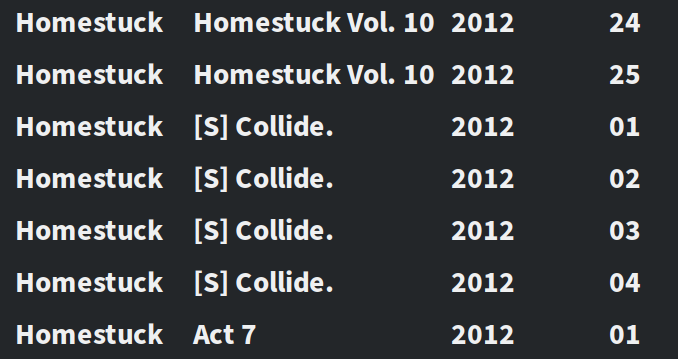 Homestuck Homestuck Vol. 10 2012 24
Homestuck Homestuck Vol. 10 2012 25
Homestuck [S] Collide. 2012 01
Homestuck [S] Collide. 2012 02
Homestuck [S] Collide. 2012 03
Homestuck [S] Collide. 2012 04
Homestuck Act 7 2012 01